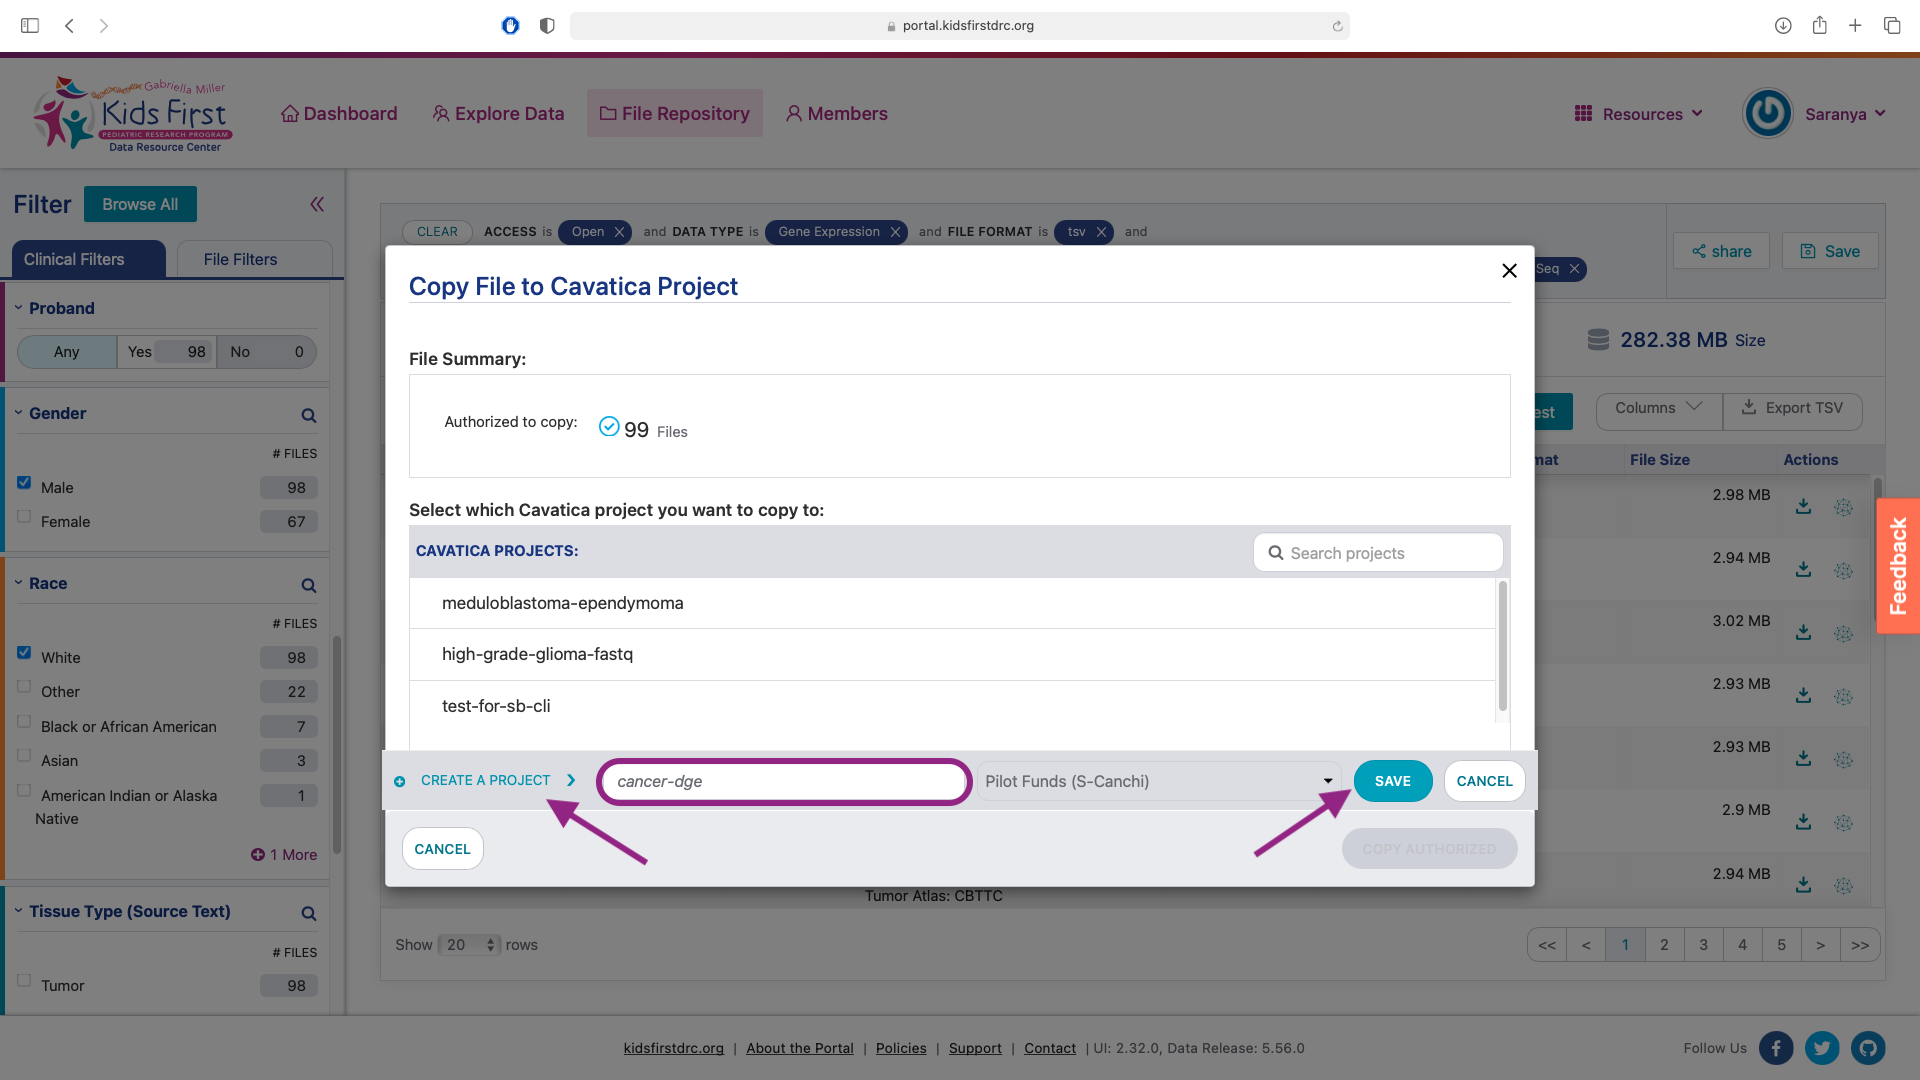 portal.kidsfirstdrc.org
Gabriella Miller
Kids First
PEDIATRIC RESEARCH PROGRAM
Data Resource Center
Dashboard
Explore Data
File Repository
Members
Resources
Saranya
Filter
Browse All
Clinical Filters
File Filters
CLEAR ACCESS is Open and DATA TYPE is Gene Expression and FILE FORMAT is tsv and
Seq
share
Save
Proband
Any
Yes 98
No 0
282.38 MB Size
Columns
Export TSV
File Size
Actions
Gender
# FILES
Male 98
Female 67
Race
# FILES
White 98
Other 22
Black or African American 7
Asian 3
American Indian or Alaska
Native
1
1 More
Tissue Type (Source Text)
# FILES
Tumor 98
Copy File to Cavatica Project
File Summary:
Authorized to copy: 99 Files
Select which Cavatica project you want to copy to:
CAVATICA PROJECTS:
Search projects
meduloblastoma-ependymoma
high-grade-glioma-fastq
test-for-sb-cli
CREATE A PROJECT
cancer-dge
Pilot Funds (S-Canchi)
SAVE
CANCEL
CANCEL
COPY AUTHORIZED
2.98 MB
2.94 MB
3.02 MB
2.93 MB
2.93 MB
2.9 MB
2.94 MB
Feedback
Tumor Atlas: CBTTC
Show 20 rows
<< < 1 2 3 4 5 > >>
kidsfirstdrc.org | About the Portal | Policies | Support | Contact | UI: 2.32.0, Data Release: 5.56.0
Follow Us